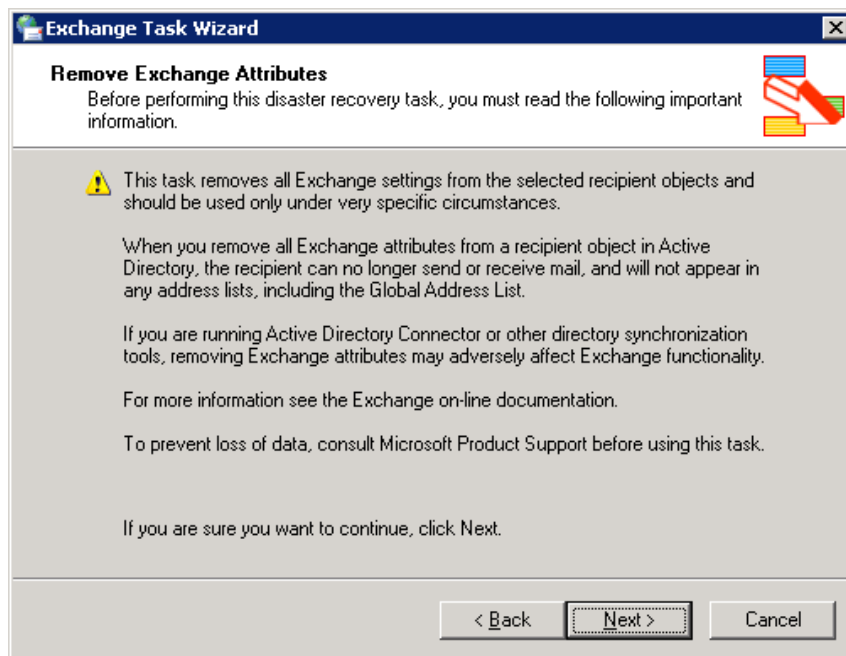 Exchange Task Wizard
Remove Exchange Attributes
Before performing this disaster recovery task, you must read the following important
information.
This task removes all Exchange settings from the selected recipient objects and
should be used only under very specific circumstances.
When you remove all Exchange attributes from a recipient object in Active
Directory, the recipient can no longer send or receive mail, and will not appear in
any address lists, including the Global Address List.
If you are running Active Directory Connector or other directory synchronization
tools, removing Exchange attributes may adversely affect Exchange functionality.
For more information see the Exchange on-line documentation.
To prevent loss of data, consult Microsoft Product Support before using this task.
If you are sure you want to continue, click Next.
< Back Next > Cancel